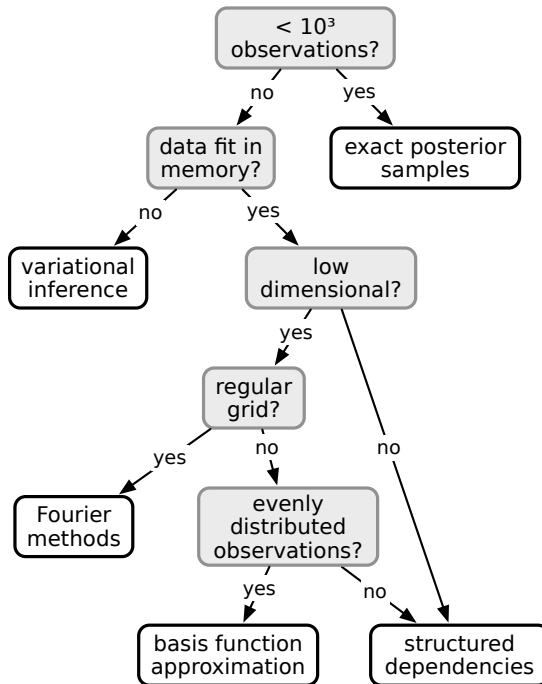 < 10³
observations?
no
yes
data fit in
memory?
exact posterior
samples
no
yes
variational
inference
low
dimensional?
yes
regular
grid?
no
yes
no
Fourier
methods
evenly
distributed
observations?
yes
no
basis function
approximation
structured
dependencies